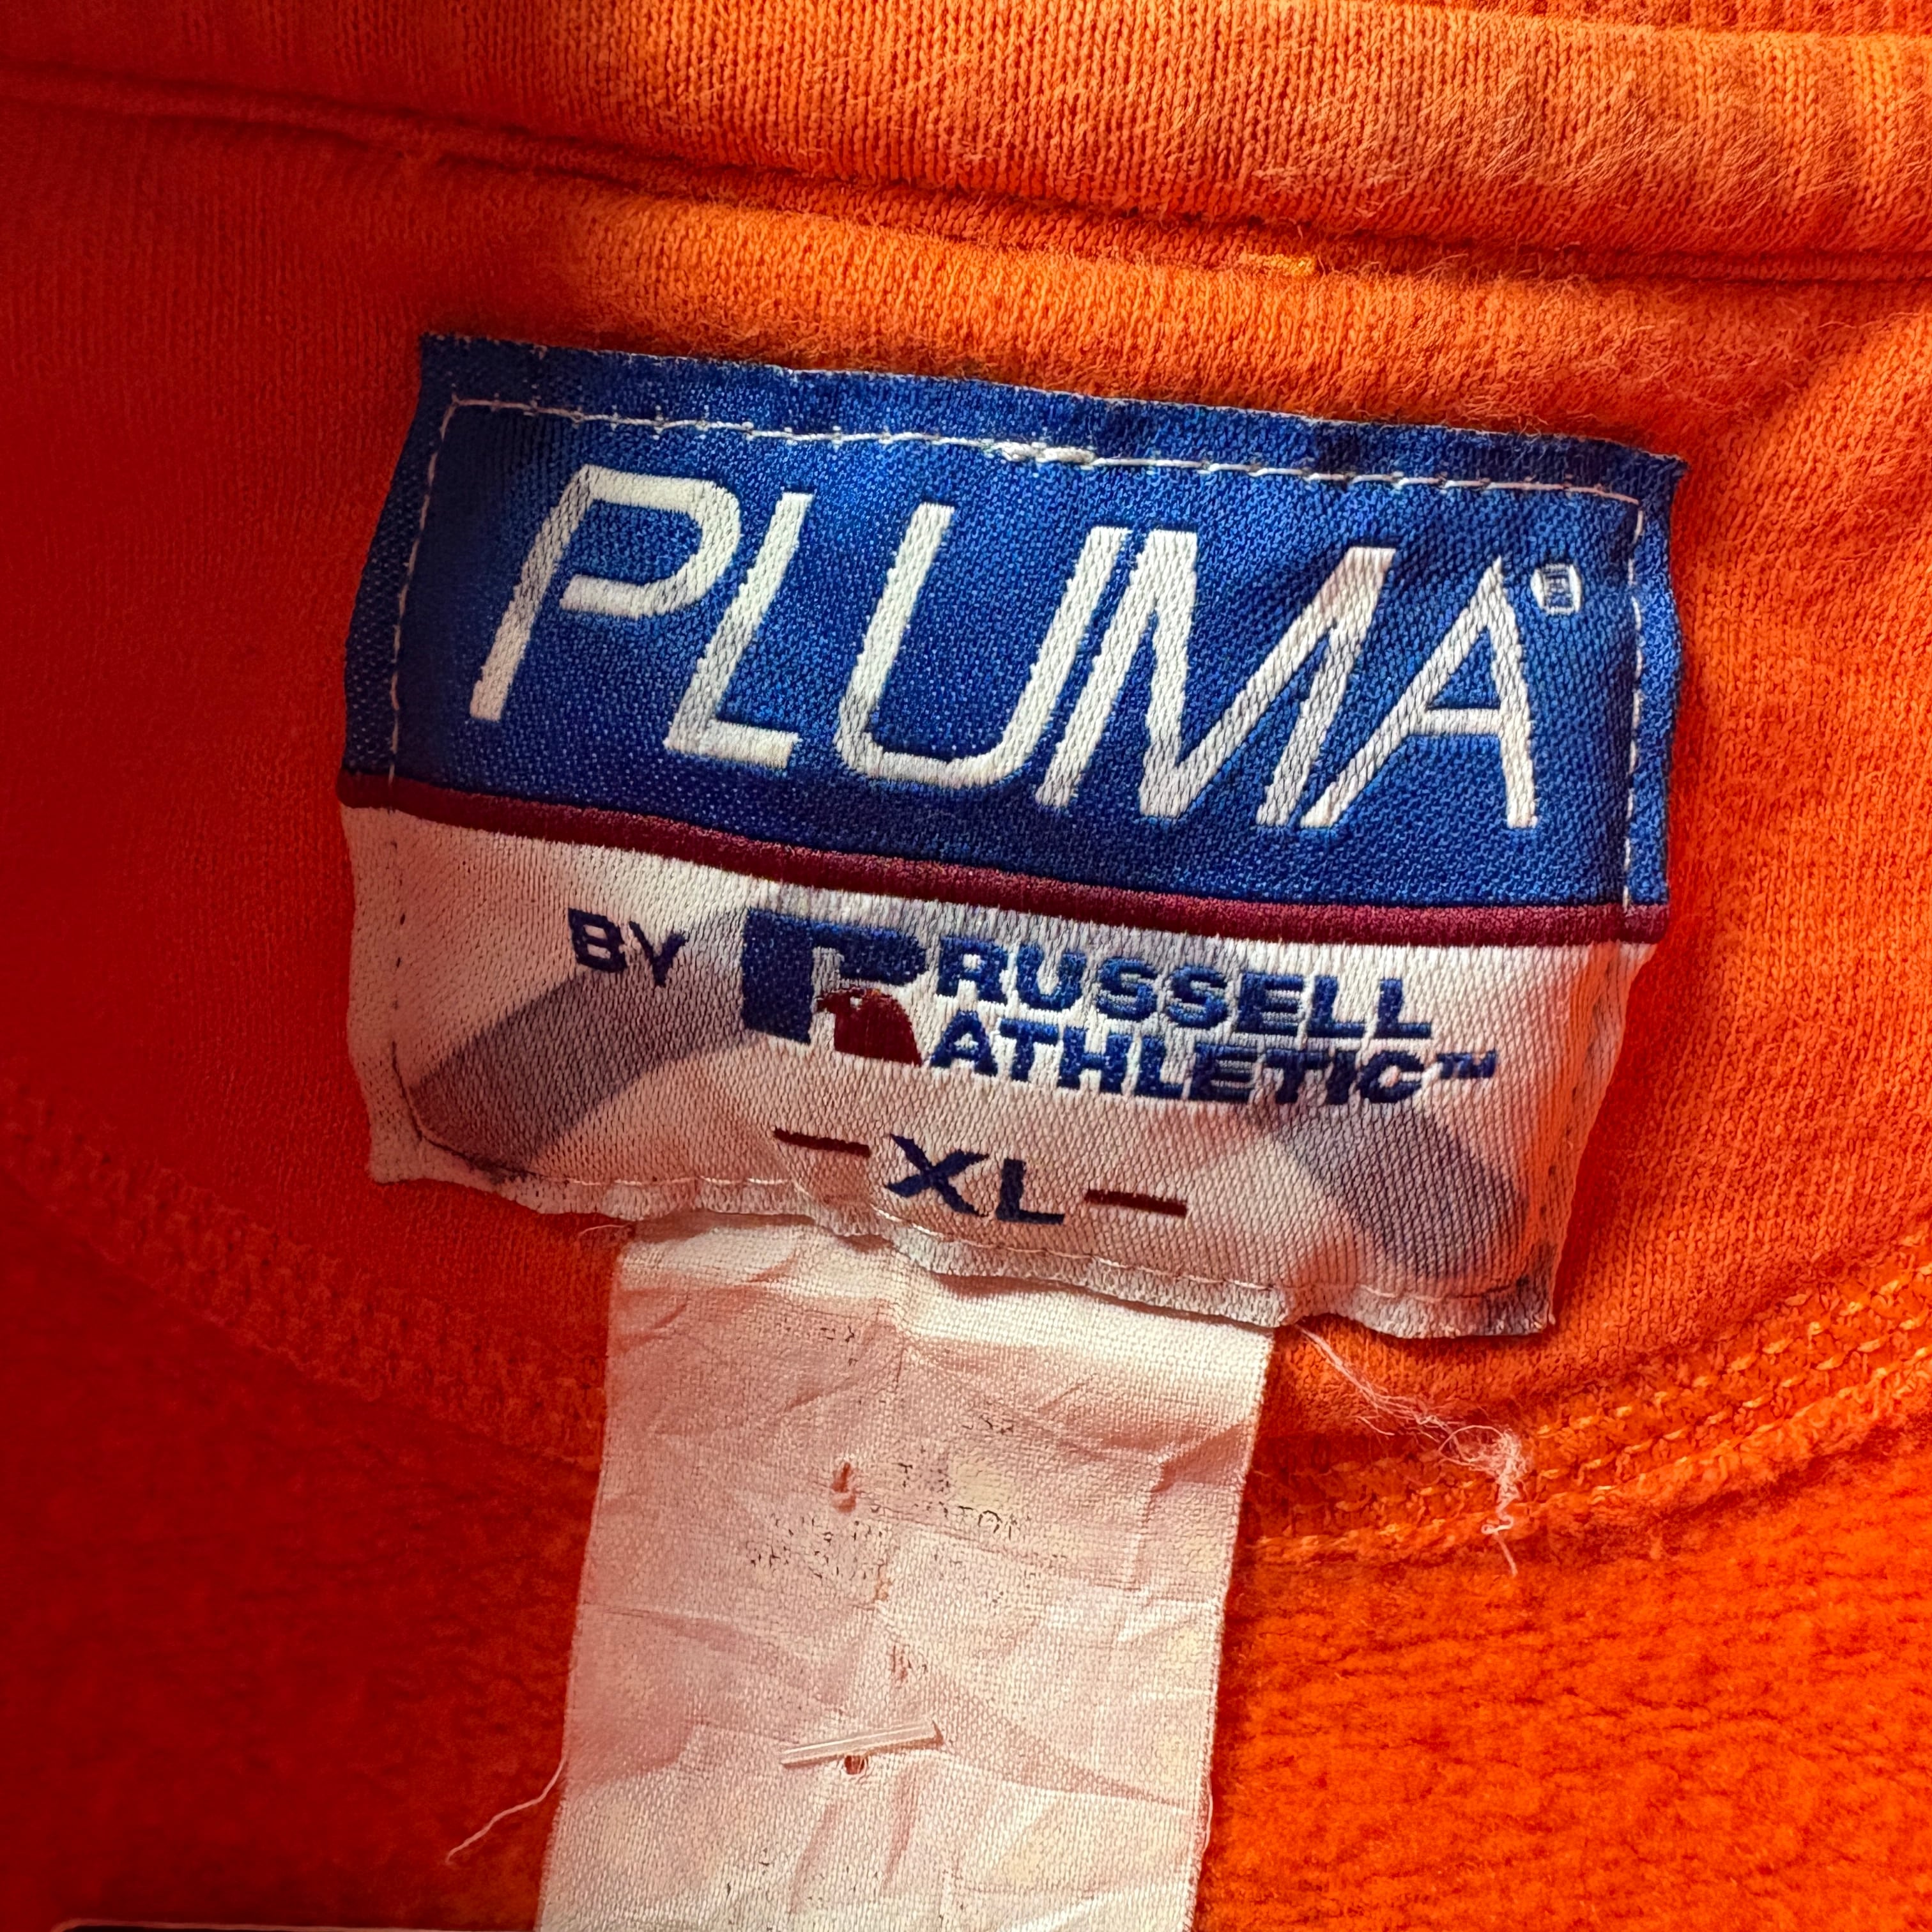 PLUMA®
BY RUSSELL
ATHLETIC™
-XL-